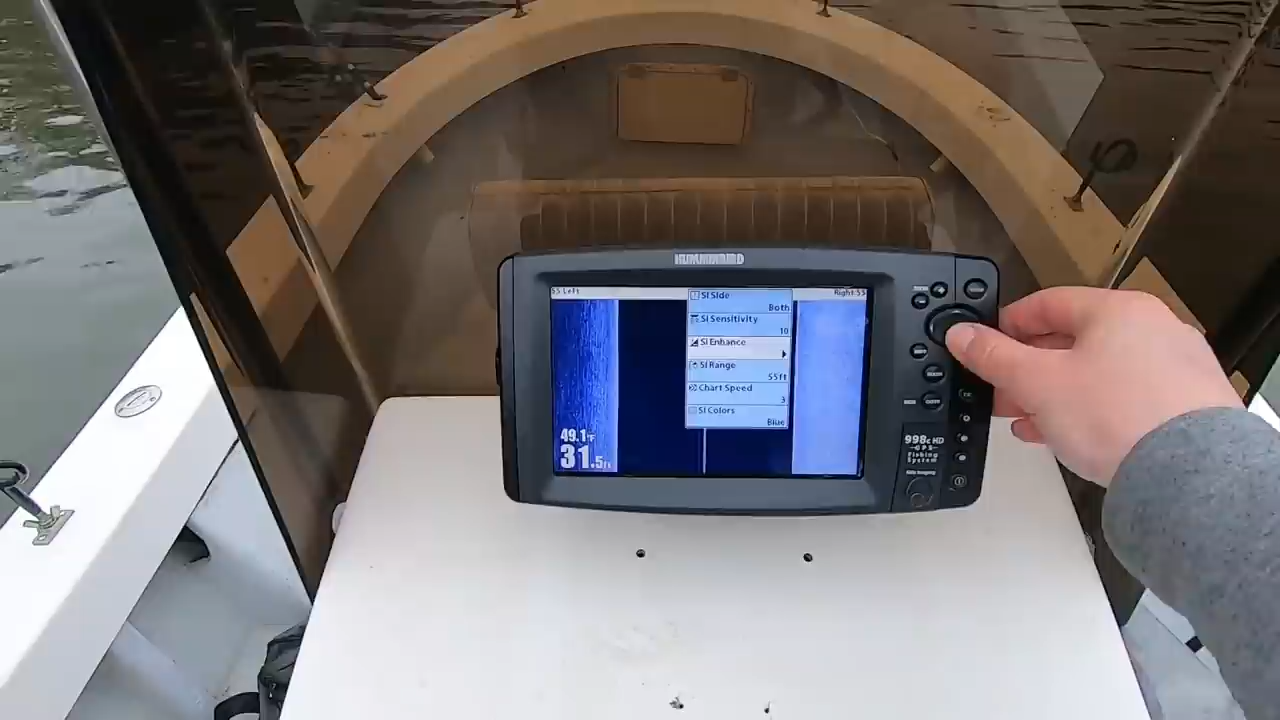 HUMMINBIRD
55 Left
Right 55
SI Side
Both
SI Sensitivity
10
SI Enhance
SI Range
55ft
Chart Speed
3
SI Colors
Blue
49.1°F
31.5ft
998c HD
GPS
Fishing
System